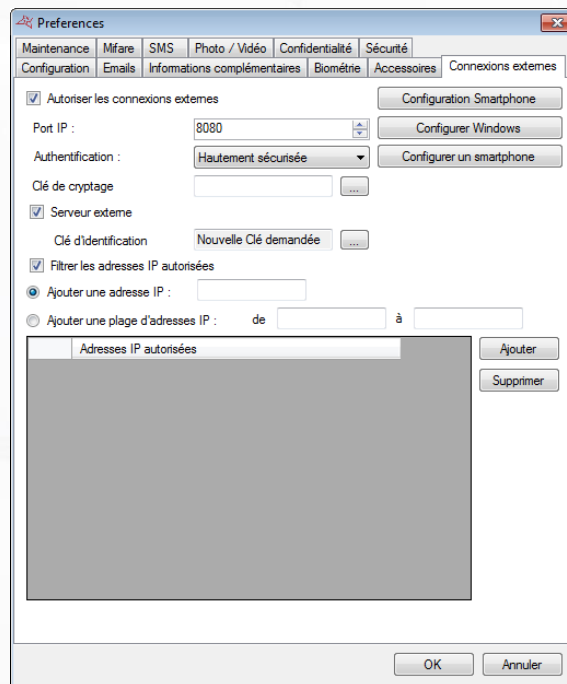 Preferences
Maintenance Mifare SMS Photo / Vidéo Confidentialité Sécurité
Configuration Emails Informations complémentaires Biométrie Accessoires Connexions externes
Autoriser les connexions externes Configuration Smartphone
Port IP : 8080 Configurer Windows
Authentification : Hautement sécurisée Configurer un smartphone
Clé de cryptage ...
Serveur externe
Clé d'identification Nouvelle Clé demandée ...
Filtrer les adresses IP autorisées
Ajouter une adresse IP :
Ajouter une plage d'adresses IP : de à
Adresses IP autorisées Ajouter
Supprimer
OK Annuler